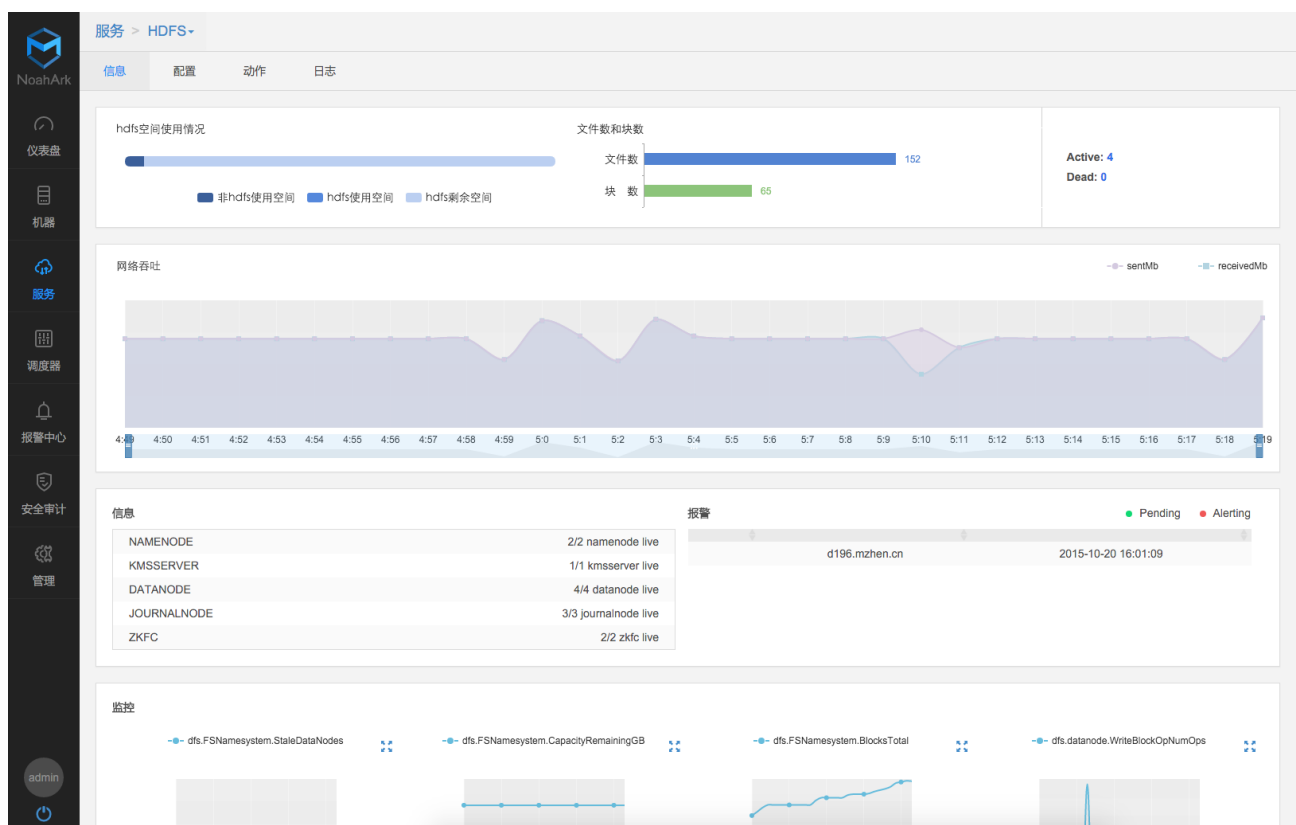 服务 > HDFS
NoahArk
信息 配置 动作 日志
仪表盘
机器
服务
调度器
报警中心
安全审计
管理
admin
hdfs空间使用情况
非hdfs使用空间 hdfs使用空间 hdfs剩余空间
文件数和块数
文件数 152
块 数 65
Active: 4
Dead: 0
网络吞吐
sentMb receivedMb
4:49 4:50 4:51 4:52 4:53 4:54 4:55 4:56 4:57 4:58 4:59 5:0 5:1 5:2 5:3 5:4 5:5 5:6 5:7 5:8 5:9 5:10 5:11 5:12 5:13 5:14 5:15 5:16 5:17 5:18 5:19
信息
NAMENODE 2/2 namenode live
KMSSERVER 1/1 kmsserver live
DATANODE 4/4 datanode live
JOURNALNODE 3/3 journalnode live
ZKFC 2/2 zkfc live
报警
Pending Alerting
d196.mzhen.cn 2015-10-20 16:01:09
监控
dfs.FSNamesystem.StaleDataNodes
dfs.FSNamesystem.CapacityRemainingGB
dfs.FSNamesystem.BlocksTotal
dfs.datanode.WriteBlockOpNumOps